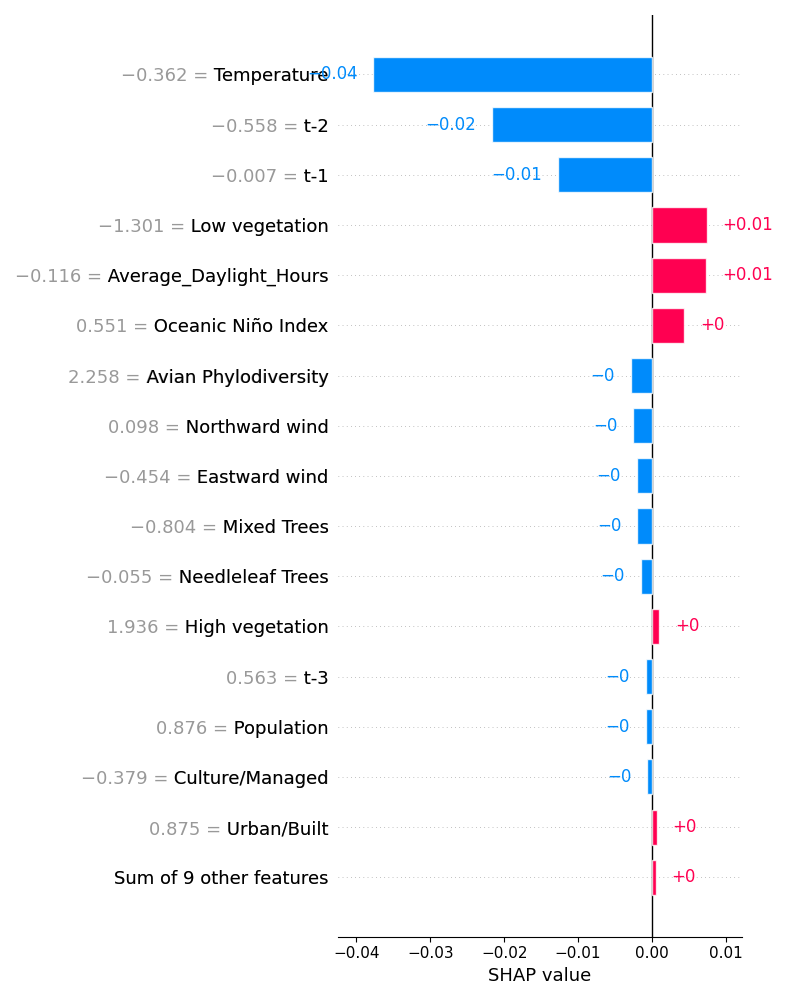 −0.362 = Temperature −0.04
−0.558 = t-2 −0.02
−0.007 = t-1 −0.01
−1.301 = Low vegetation +0.01
−0.116 = Average_Daylight_Hours +0.01
0.551 = Oceanic Niño Index +0
2.258 = Avian Phylodiversity −0
0.098 = Northward wind −0
−0.454 = Eastward wind −0
−0.804 = Mixed Trees −0
−0.055 = Needleleaf Trees −0
1.936 = High vegetation +0
0.563 = t-3 −0
0.876 = Population −0
−0.379 = Culture/Managed −0
0.875 = Urban/Built +0
Sum of 9 other features +0
−0.04 −0.03 −0.02 −0.01 0.00 0.01
SHAP value